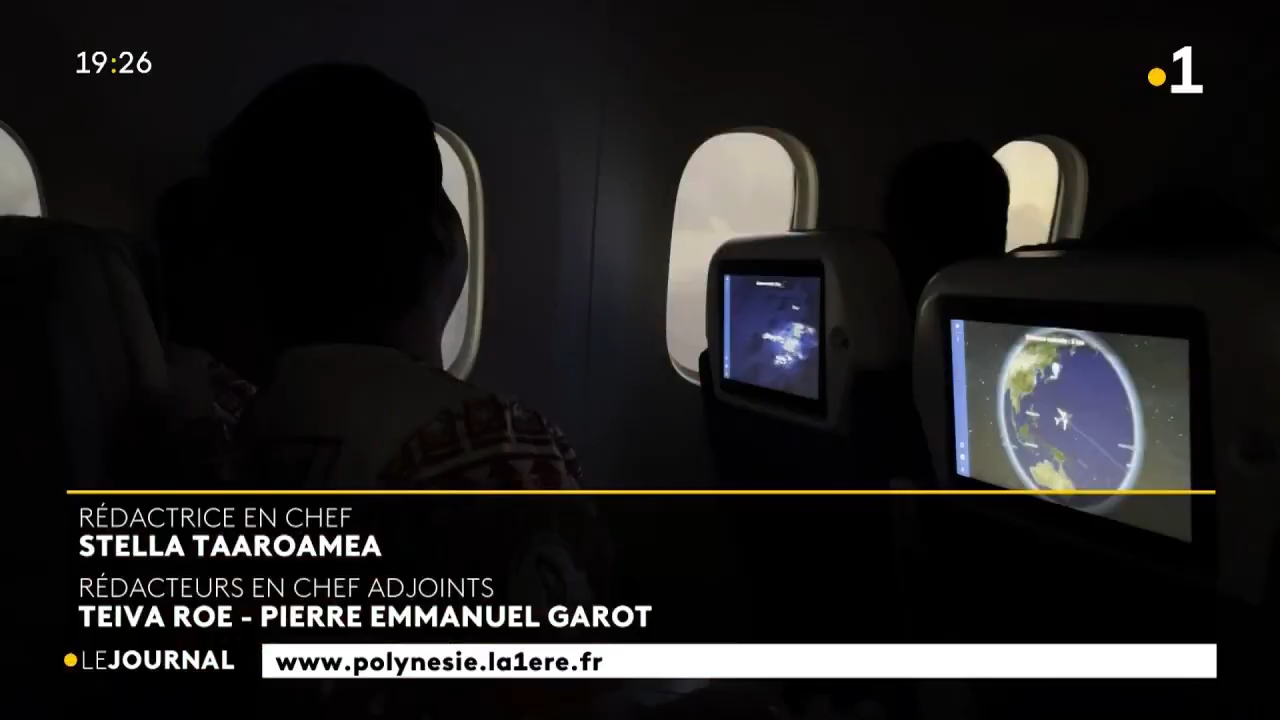 19:26
1
RÉDACTRICE EN CHEF
STELLA TAAROAMEA
RÉDACTEURS EN CHEF ADJOINTS
TEIVA ROE - PIERRE EMMANUEL GAROT
LEJOURNAL
www.polynesie.la1ere.fr